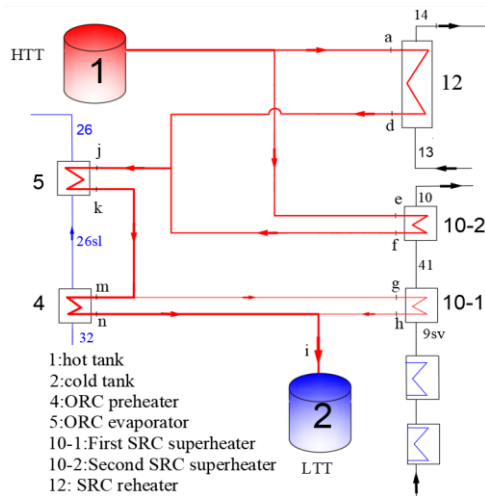 14
HTT
1
a
12
26
d
j
13
5
e
10
k
f
10-2
26sl
41
m
g
4
10-1
n
h
9sv
32
i
1:hot tank
2:cold tank
4:ORC preheater
5:ORC evaporator
10-1:First SRC superheater
10-2:Second SRC superheater
12: SRC reheater
2
LTT